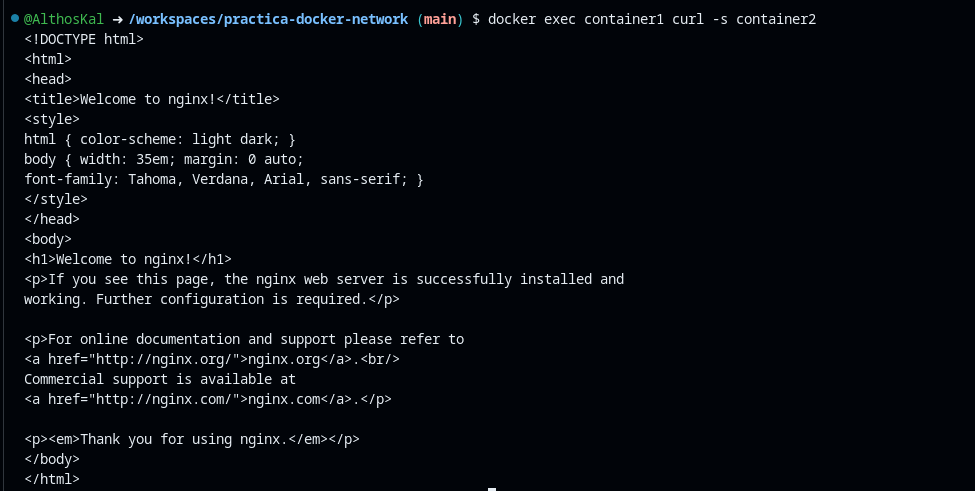 @AlthosKal ➜ /workspaces/practica-docker-network (main) $ docker exec container1 curl -s container2
<!DOCTYPE html>
<html>
<head>
<title>Welcome to nginx!</title>
<style>
html { color-scheme: light dark; }
body { width: 35em; margin: 0 auto;
font-family: Tahoma, Verdana, Arial, sans-serif; }
</style>
</head>
<body>
<h1>Welcome to nginx!</h1>
<p>If you see this page, the nginx web server is successfully installed and
working. Further configuration is required.</p>

<p>For online documentation and support please refer to
<a href="http://nginx.org/">nginx.org</a>.<br/>
Commercial support is available at
<a href="http://nginx.com/">nginx.com</a>.</p>

<p><em>Thank you for using nginx.</em></p>
</body>
</html>